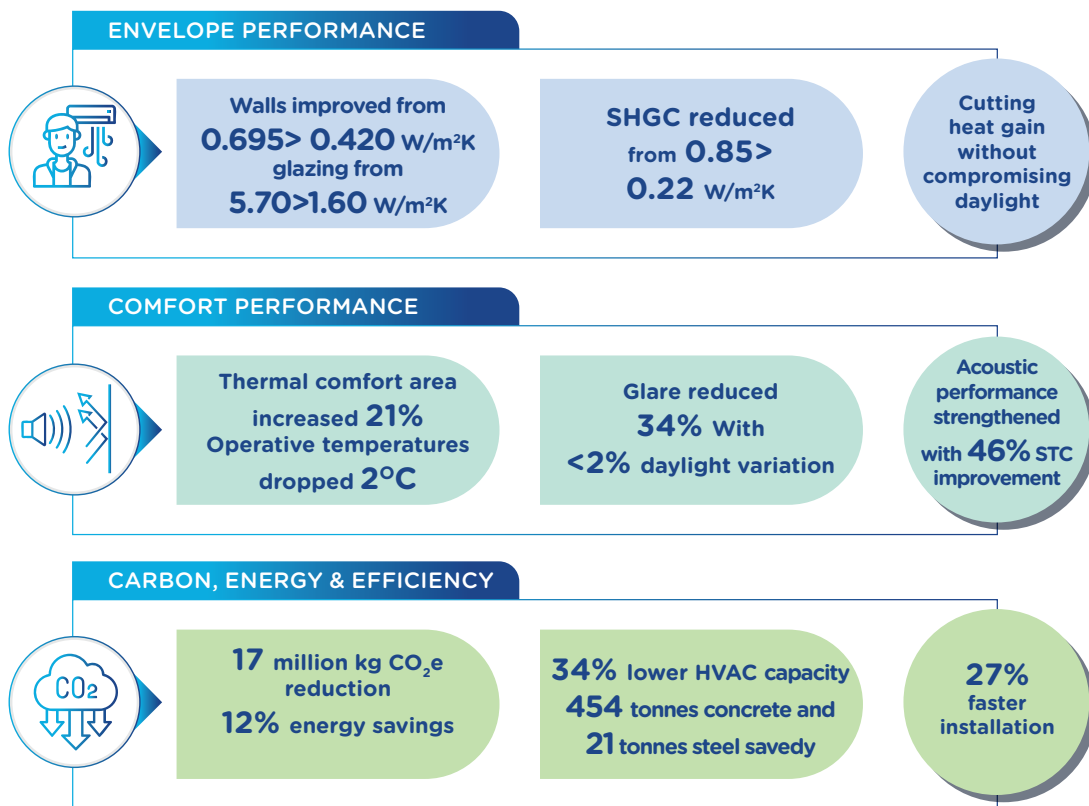 ENVELOPE PERFORMANCE
Walls improved from
0.695> 0.420 W/m²K
glazing from
5.70>1.60 W/m²K
SHGC reduced
from 0.85>
0.22 W/m²K
Cutting
heat gain
without
compromising
daylight
COMFORT PERFORMANCE
Thermal comfort area
increased 21%
Operative temperatures
dropped 2°C
Glare reduced
34% With
<2% daylight variation
Acoustic
performance
strengthened
with 46% STC
improvement
CARBON, ENERGY & EFFICIENCY
CO2
17 million kg CO₂e
reduction
12% energy savings
34% lower HVAC capacity
454 tonnes concrete and
21 tonnes steel savedy
27%
faster
installation